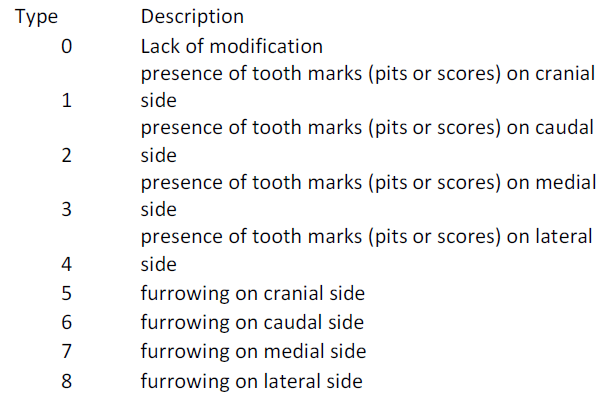 Type Description
0 Lack of modification
presence of tooth marks (pits or scores) on cranial
1 side
presence of tooth marks (pits or scores) on caudal
2 side
presence of tooth marks (pits or scores) on medial
3 side
presence of tooth marks (pits or scores) on lateral
4 side
5 furrowing on cranial side
6 furrowing on caudal side
7 furrowing on medial side
8 furrowing on lateral side